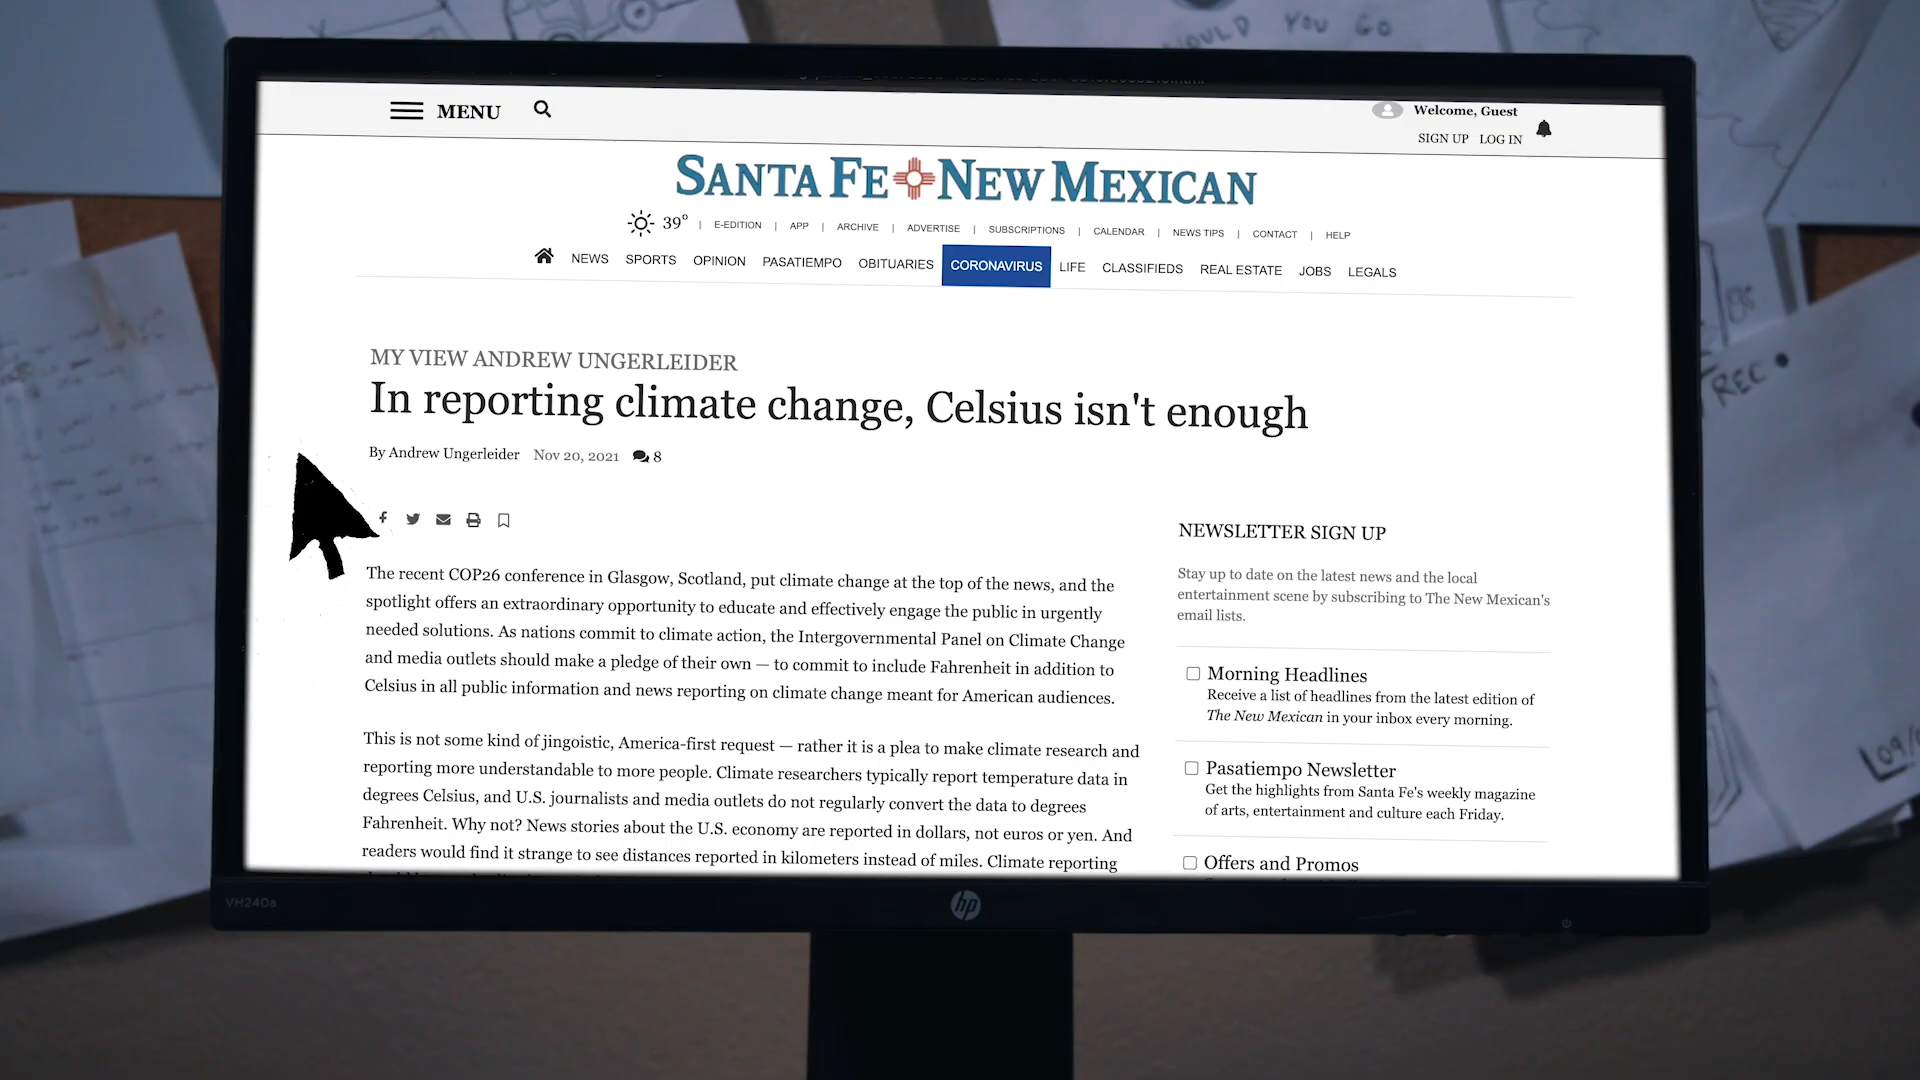 WOULD YOU GO
MENU
Welcome, Guest
SIGN UP LOG IN
SANTA FE NEW MEXICAN
39° | E-EDITION | APP | ARCHIVE | ADVERTISE | SUBSCRIPTIONS | CALENDAR | NEWS TIPS | CONTACT | HELP
NEWS SPORTS OPINION PASATIEMPO OBITUARIES CORONAVIRUS LIFE CLASSIFIEDS REAL ESTATE JOBS LEGALS
MY VIEW ANDREW UNGERLEIDER
In reporting climate change, Celsius isn't enough
By Andrew Ungerleider Nov 20, 2021 8
REC
The recent COP26 conference in Glasgow, Scotland, put climate change at the top of the news, and the
spotlight offers an extraordinary opportunity to educate and effectively engage the public in urgently
needed solutions. As nations commit to climate action, the Intergovernmental Panel on Climate Change
and media outlets should make a pledge of their own — to commit to include Fahrenheit in addition to
Celsius in all public information and news reporting on climate change meant for American audiences.
This is not some kind of jingoistic, America-first request — rather it is a plea to make climate research and
reporting more understandable to more people. Climate researchers typically report temperature data in
degrees Celsius, and U.S. journalists and media outlets do not regularly convert the data to degrees
Fahrenheit. Why not? News stories about the U.S. economy are reported in dollars, not euros or yen. And
readers would find it strange to see distances reported in kilometers instead of miles. Climate reporting
NEWSLETTER SIGN UP
Stay up to date on the latest news and the local
entertainment scene by subscribing to The New Mexican's
email lists.
Morning Headlines
Receive a list of headlines from the latest edition of
The New Mexican in your inbox every morning.
Pasatiempo Newsletter
Get the highlights from Santa Fe's weekly magazine
of arts, entertainment and culture each Friday.
Offers and Promos
VH240a
hp